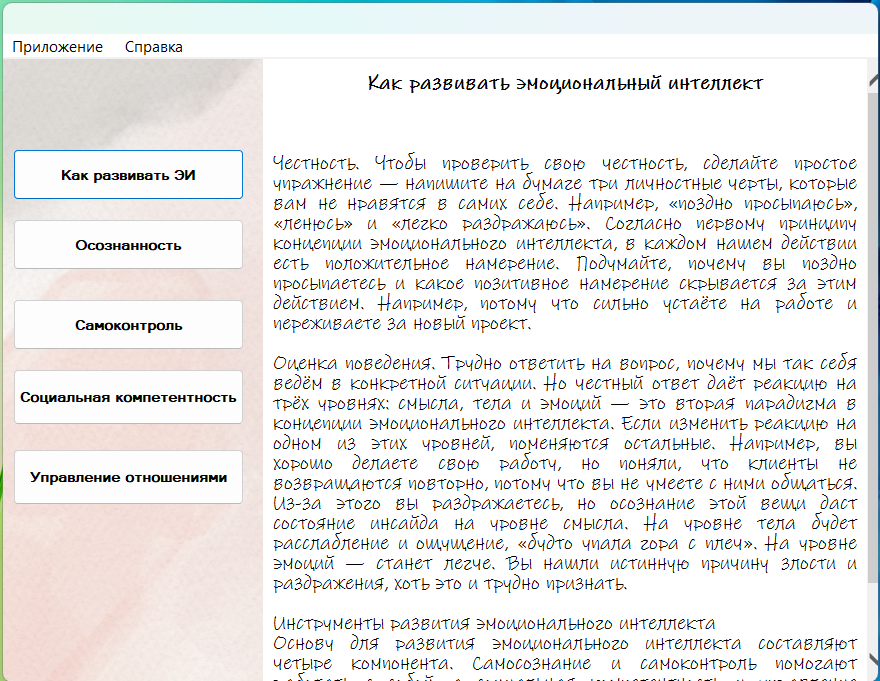 Приложение Справка
Как развивать ЭИ
Осознанность
Самоконтроль
Социальная компетентность
Управление отношениями
Как развивать эмоциональный интеллект
Честность. Чтобы проверить свою честность, сделайте простое
упражнение — напишите на бумаге три личностные черты, которые
вам не нравятся в самих себе. Например, «поздно просыпаюсь»,
«ленюсь» и «легко раздражаюсь». Согласно первому принципу
концепции эмоционального интеллекта, в каждом нашем действии
есть положительное намерение. Подумайте, почему вы поздно
просыпаетесь и какое позитивное намерение скрывается за этим
действием. Например, потому что сильно устаёте на работе и
переживаете за новый проект.
Оценка поведения. Трудно ответить на вопрос, почему мы так себя
ведём в конкретной ситуации. Но честный ответ даёт реакцию на
трёх уровнях: смысла, тела и эмоций — это вторая парадигма в
концепции эмоционального интеллекта. Если изменить реакцию на
одном из этих уровней, поменяются остальные. Например, вы
хорошо делаете свою работу, но поняли, что клиенты не
возвращаются повторно, потому что вы не умеете с ними общаться.
Из-за этого вы раздражаетесь, но осознание этой вещи даст
состояние инсайда на уровне смысла. На уровне тела будет
расслабление и ощущение, «будто упала гора с плеч». На уровне
эмоций — станет легче. Вы нашли истинную причину злости и
раздражения, хоть это и трудно признать.
Инструменты развития эмоционального интеллекта
Основу для развития эмоционального интеллекта составляют
четыре компонента. Самосознание и самоконтроль помогают